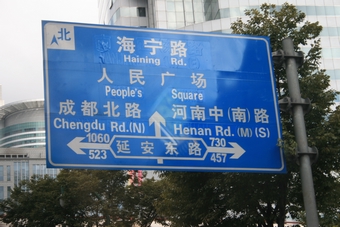 北
海宁路
Haining Rd.
人民广场
People's Square
成都北路 河南中(南)路
Chengdu Rd.(N) Henan Rd. (M) (S)
1060 延安东路 730
523 457